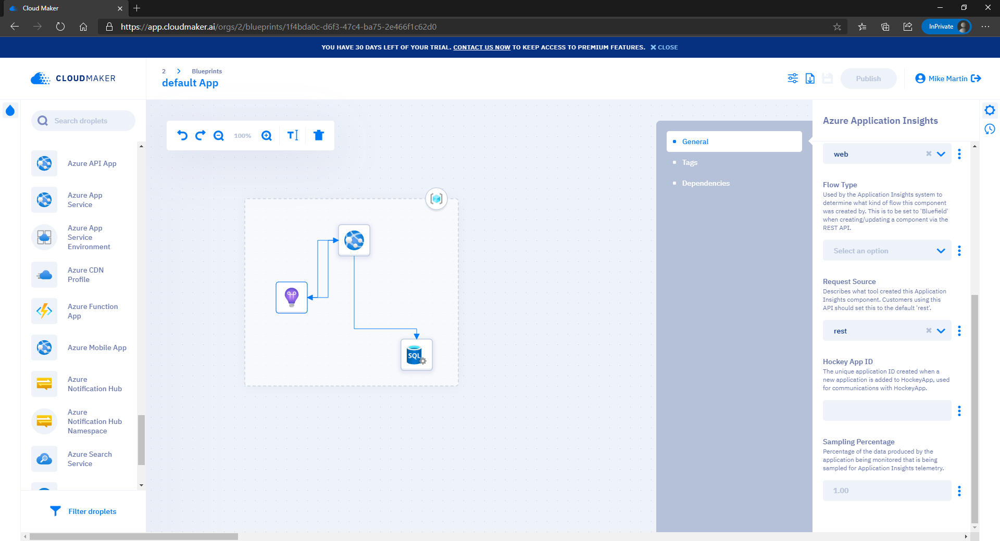 Cloud Maker
https://app.cloudmaker.ai/orgs/2/blueprints/1f4bda0c-d6f3-47c4-ba75-2e466f1c62d0
InPrivate
YOU HAVE 30 DAYS LEFT OF YOUR TRIAL. CONTACT US NOW TO KEEP ACCESS TO PREMIUM FEATURES. CLOSE
CLOUDMAKER
2 Blueprints
default App
Publish
Mike Martin
Search droplets
Azure API App
Azure App
Service
Azure App
Service
Environment
Azure CDN
Profile
Azure Function
App
Azure Mobile App
Azure
Notification Hub
Azure
Notification Hub
Namespace
Azure Search
Service
Filter droplets
100%
SQL
General
Tags
Dependencies
Azure Application Insights
web
Flow Type
Used by the Application Insights system to
determine what kind of flow this component
was created by. This is to be set to 'Bluefield'
when creating/updating a component via the
REST API.
Select an option
Request Source
Describes what tool created this Application
Insights component. Customers using this
API should set this to the default 'rest'.
rest
Hockey App ID
The unique application ID created when a
new application is added to HockeyApp, used
for communications with HockeyApp.
Sampling Percentage
Percentage of the data produced by the
application being monitored that is being
sampled for Application Insights telemetry.
1.00